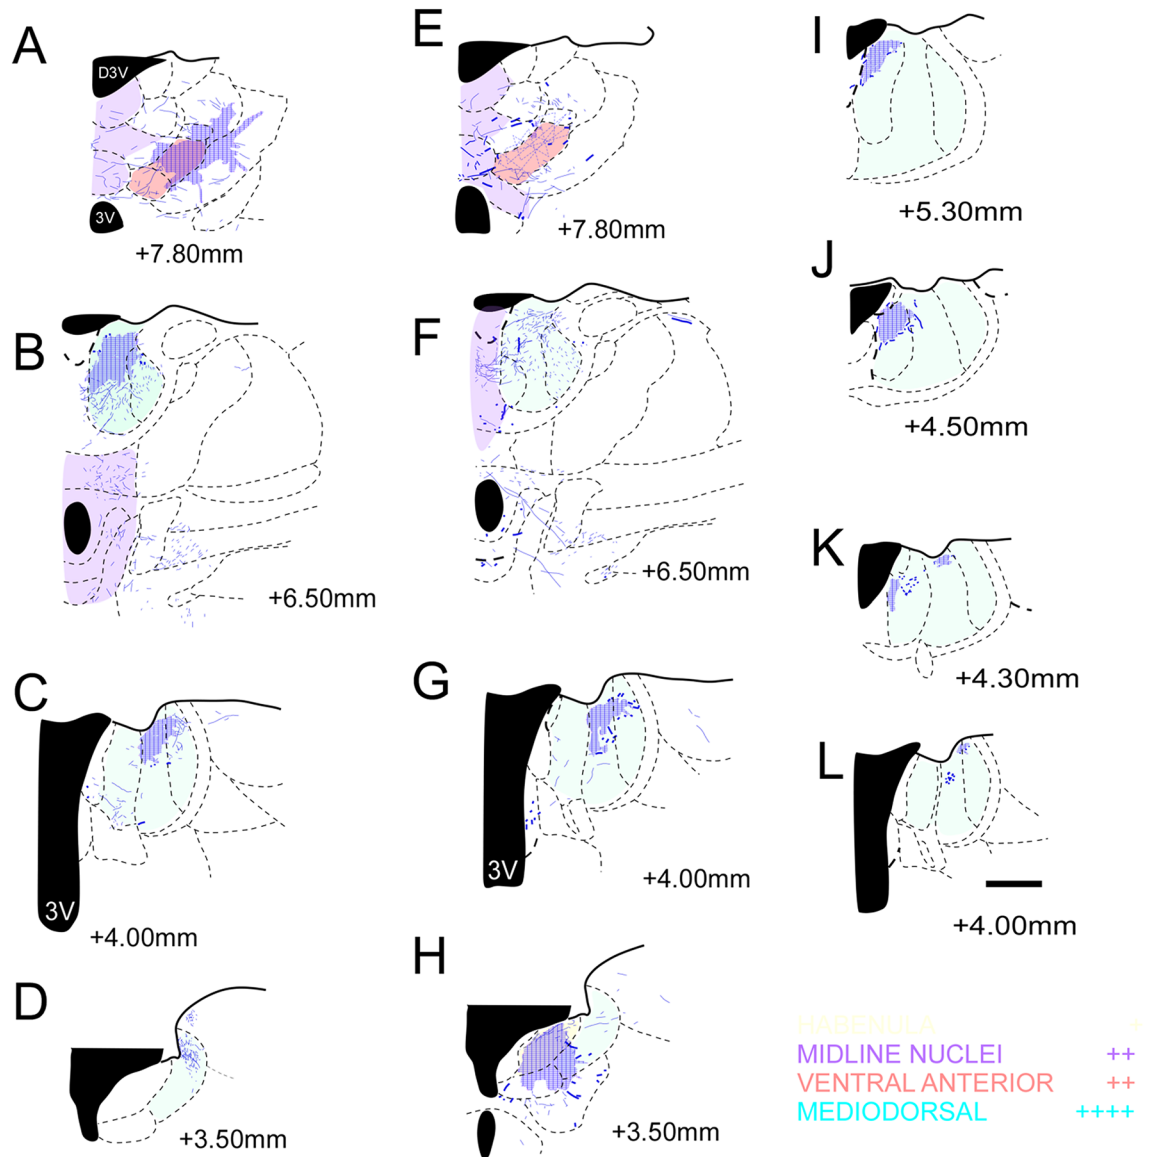 A
D3V
3V
+7.80mm
B
+6.50mm
C
3V
+4.00mm
D
+3.50mm
E
+7.80mm
F
+6.50mm
G
3V
+4.00mm
H
+3.50mm
I
+5.30mm
J
+4.50mm
K
+4.30mm
L
+4.00mm
HABENULA -
MIDLINE NUCLEI ++
VENTRAL ANTERIOR ++
MEDIODORSAL ++++